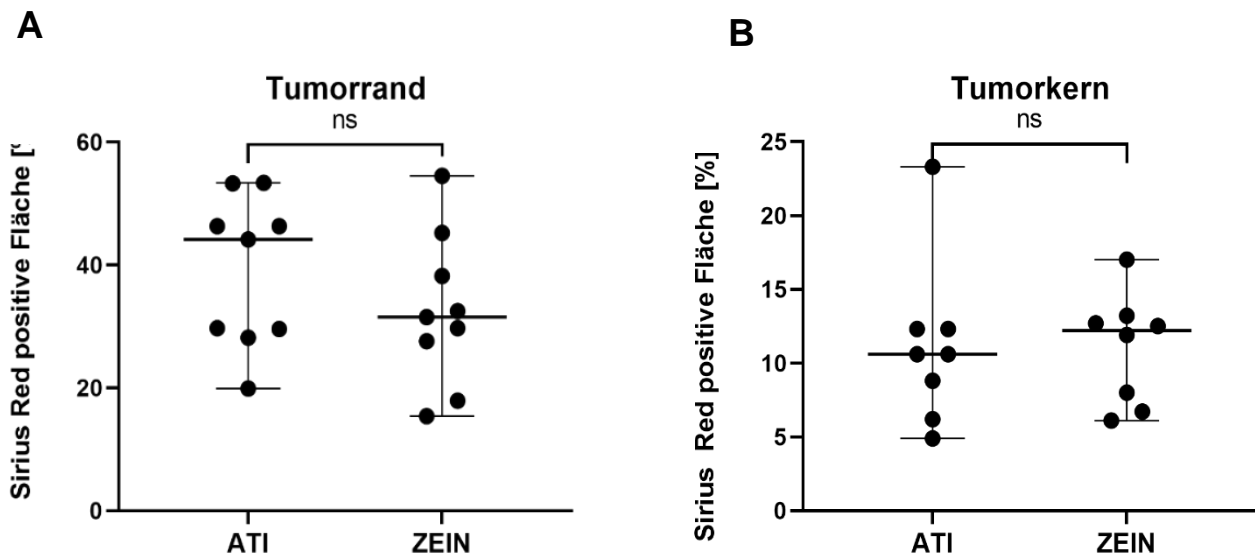 A
Tumorrand
ns
Sirius Red positive Fläche [
60
40
20
0
ATI
ZEIN
B
Tumorkern
ns
Sirius Red positive Fläche [%]
25
20
15
10
5
0
ATI
ZEIN